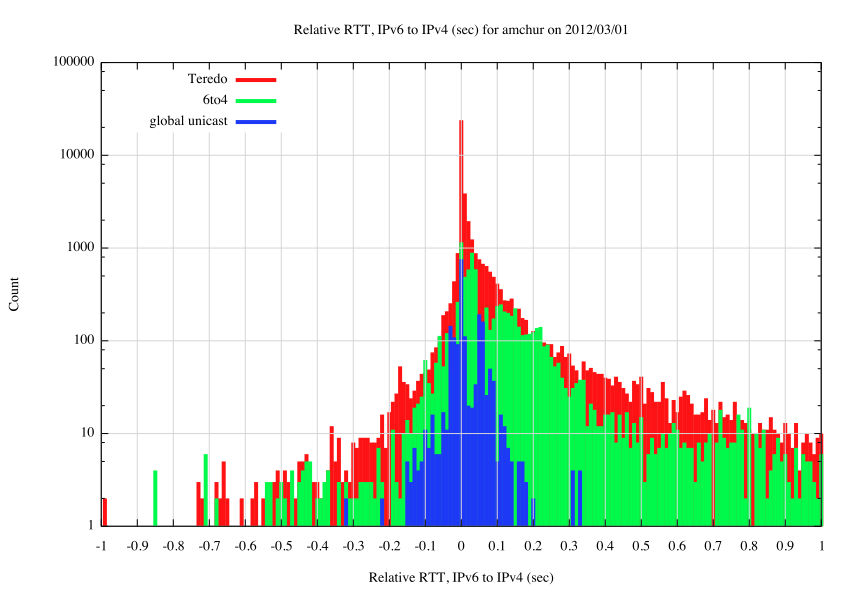 Relative RTT, IPv6 to IPv4 (sec) for amchur on 2012/03/01
100000
10000
1000
100
10
1
Count
Teredo
6to4
global unicast
-1 -0.9 -0.8 -0.7 -0.6 -0.5 -0.4 -0.3 -0.2 -0.1 0 0.1 0.2 0.3 0.4 0.5 0.6 0.7 0.8 0.9 1
Relative RTT, IPv6 to IPv4 (sec)